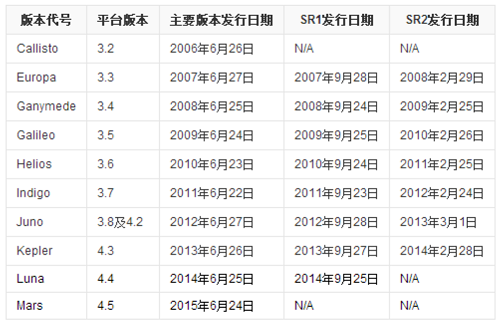 版本代号 平台版本 主要版本发行日期 SR1发行日期 SR2发行日期
Callisto 3.2 2006年6月26日 N/A N/A
Europa 3.3 2007年6月27日 2007年9月28日 2008年2月29日
Ganymede 3.4 2008年6月25日 2008年9月24日 2009年2月25日
Galileo 3.5 2009年6月24日 2009年9月25日 2010年2月26日
Helios 3.6 2010年6月23日 2010年9月24日 2011年2月25日
Indigo 3.7 2011年6月22日 2011年9月23日 2012年2月24日
Juno 3.8及4.2 2012年6月27日 2012年9月28日 2013年3月1日
Kepler 4.3 2013年6月26日 2013年9月27日 2014年2月28日
Luna 4.4 2014年6月25日 2014年9月25日 N/A
Mars 4.5 2015年6月24日 N/A N/A